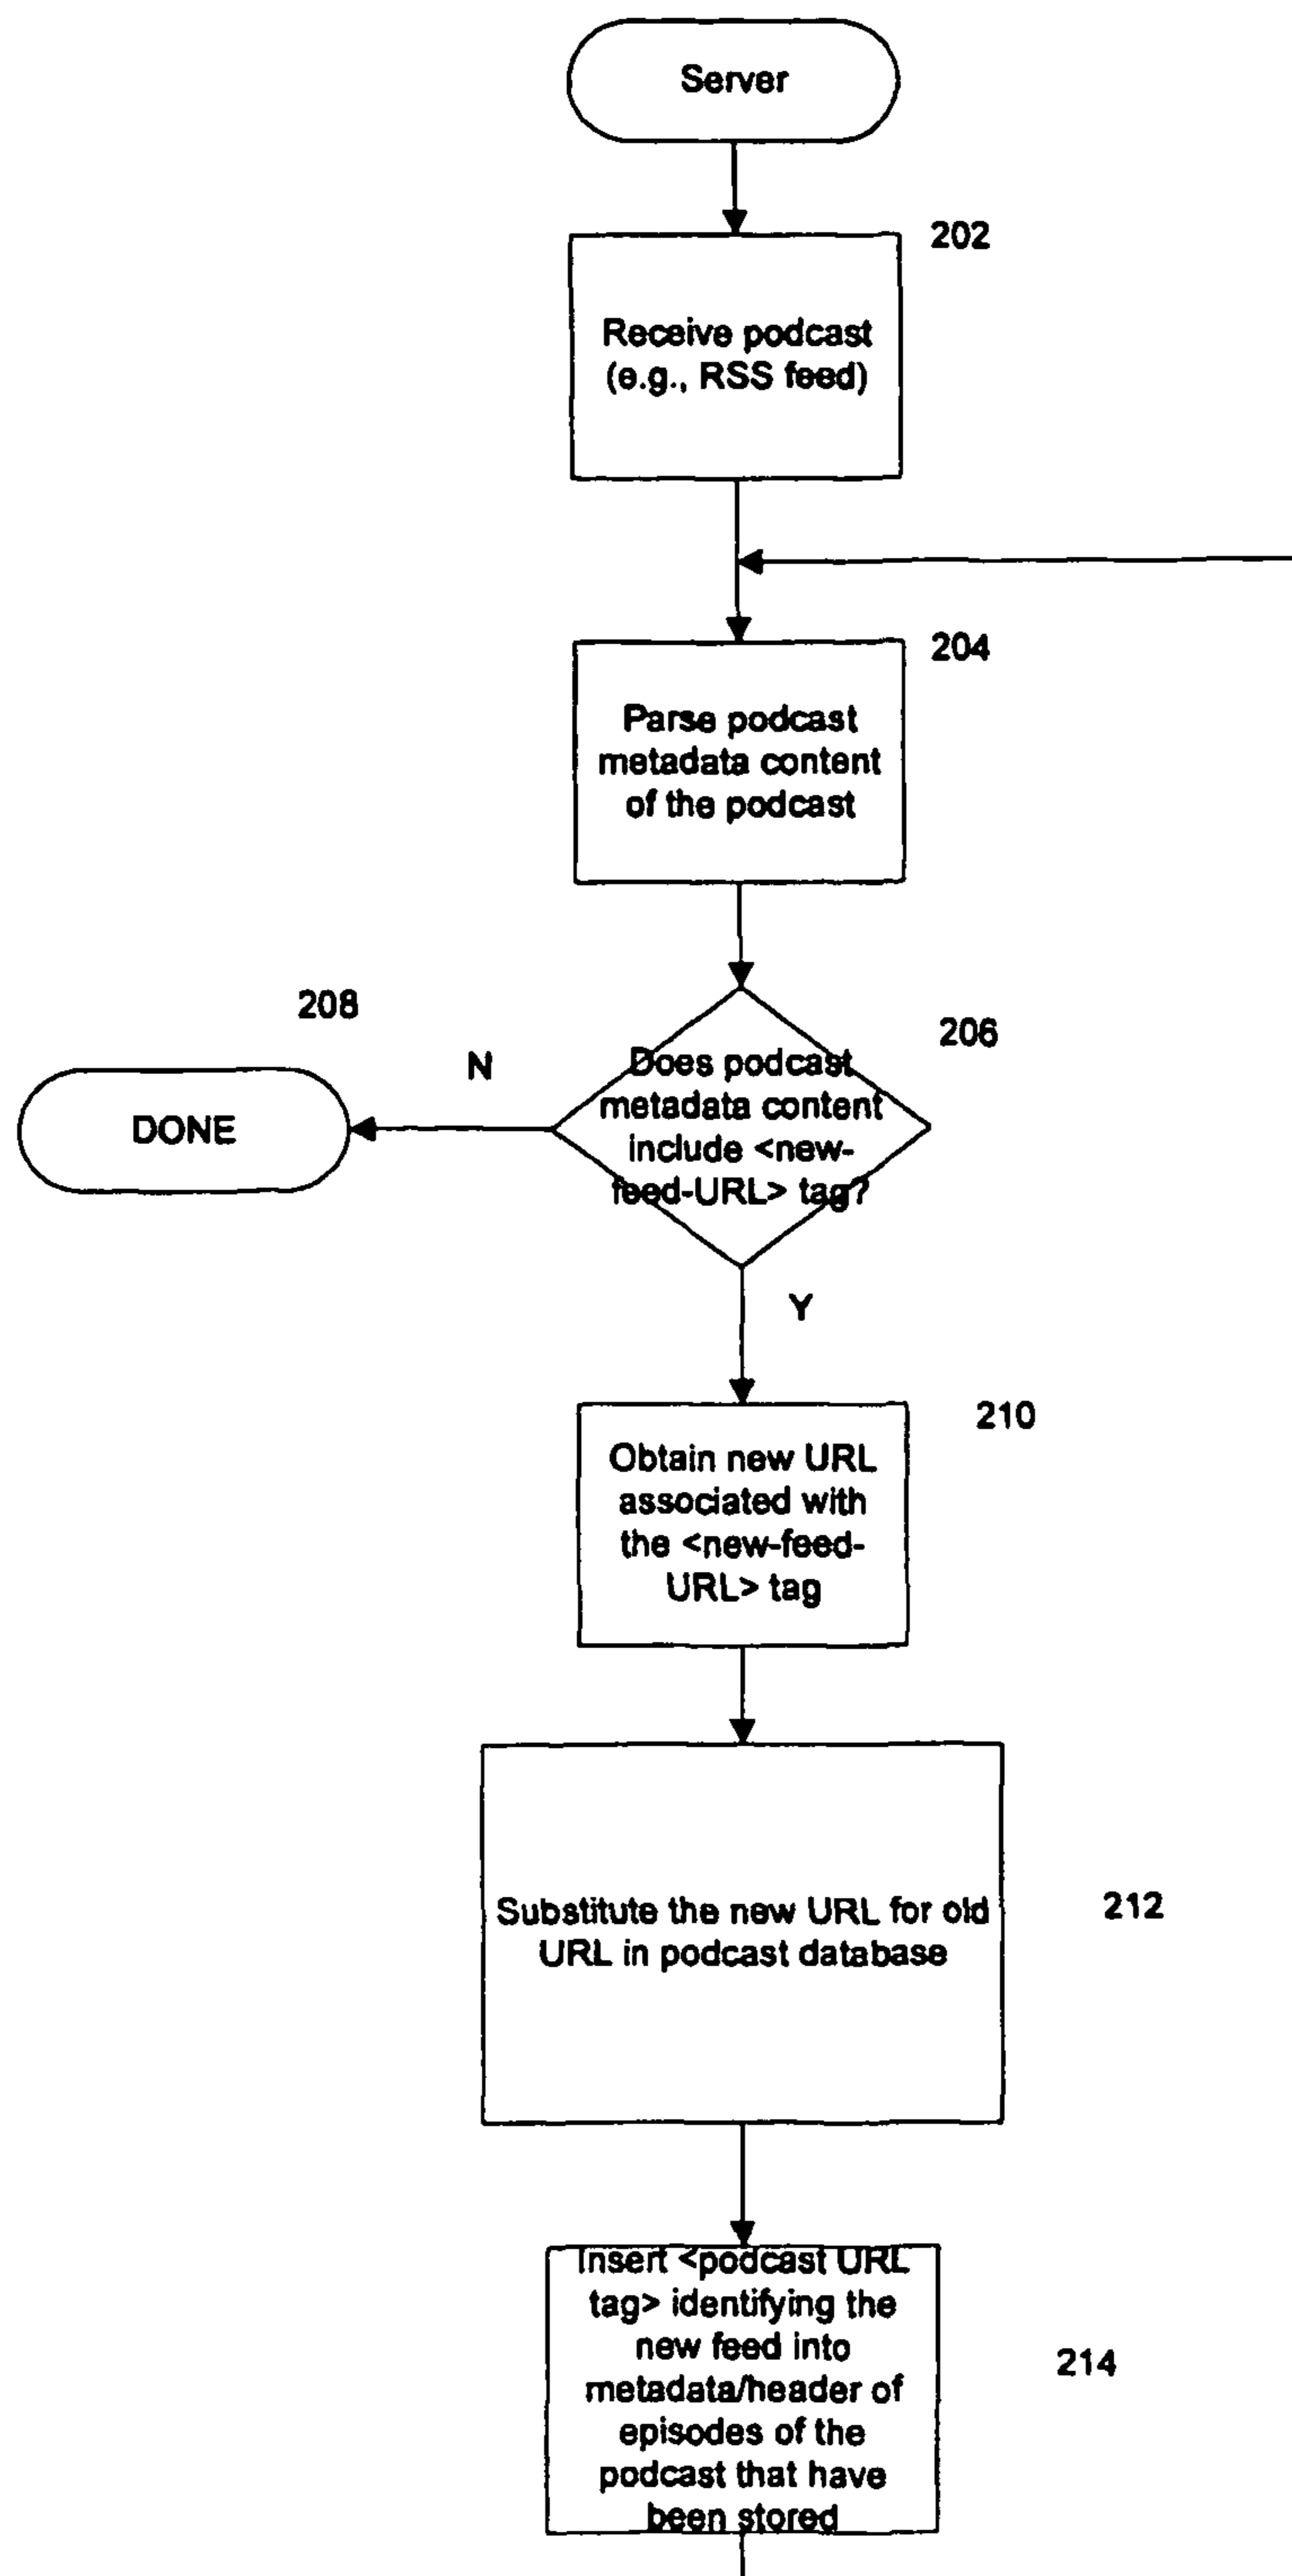 Server
202
Receive podcast
(e.g., RSS feed)
204
Parse podcast
metadata content
of the podcast
208
206
N
Does podcast
metadata content
include <new-
feed-URL> tag?
DONE
Y
210
Obtain new URL
associated with
the <new-feed-
URL> tag
212
Substitute the new URL for old
URL in podcast database
Insert <podcast URL
tag> identifying the
new feed into
metadata/header of
episodes of the
podcast that have
been stored
214